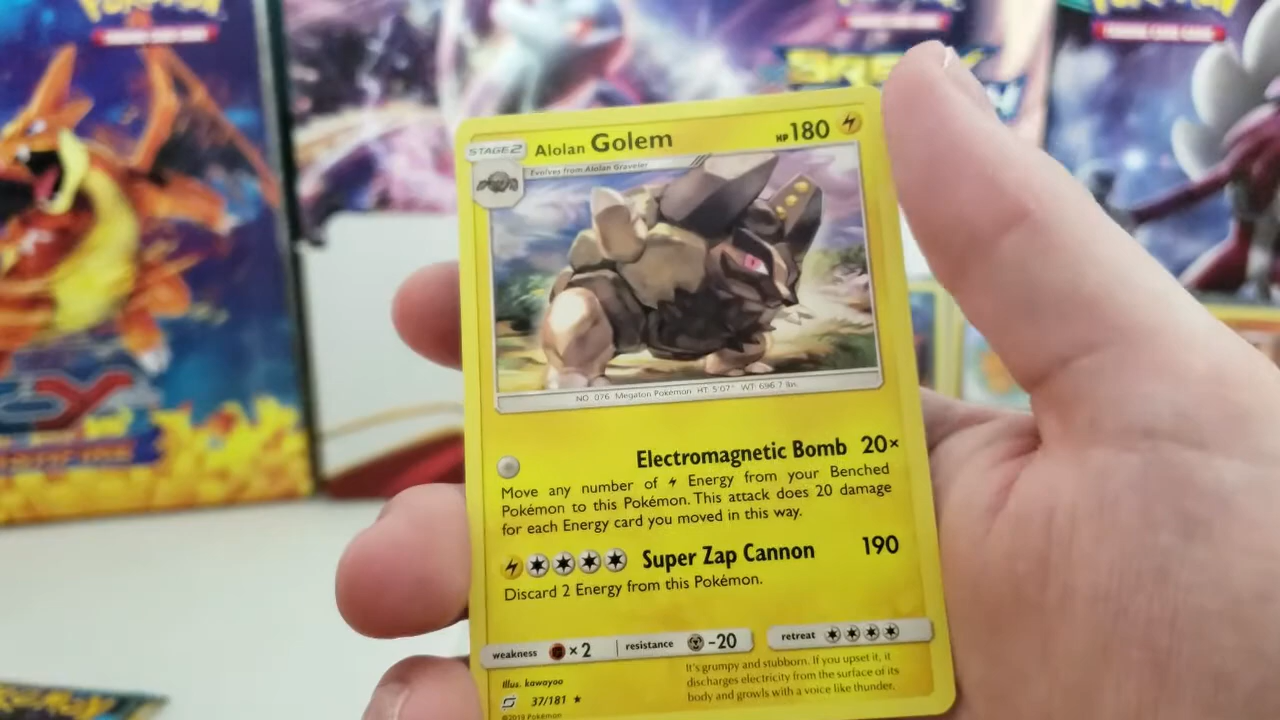 POKÉMON
STAGE 2
Alolan Golem
HP 180
Evolves from Alolan Graveler
NO. 076 Megaton Pokémon HT: 5'07" WT: 696.7 lbs.
Electromagnetic Bomb 20×
Move any number of Energy from your Benched
Pokémon to this Pokémon. This attack does 20 damage
for each Energy card you moved in this way.
Super Zap Cannon 190
Discard 2 Energy from this Pokémon.
weakness ×2 resistance -20 retreat
It's grumpy and stubborn. If you upset it, it
discharges electricity from the surface of its
body and growls with a voice like thunder.
Illus. kawayoo
37/181 ★
©2019 Pokémon